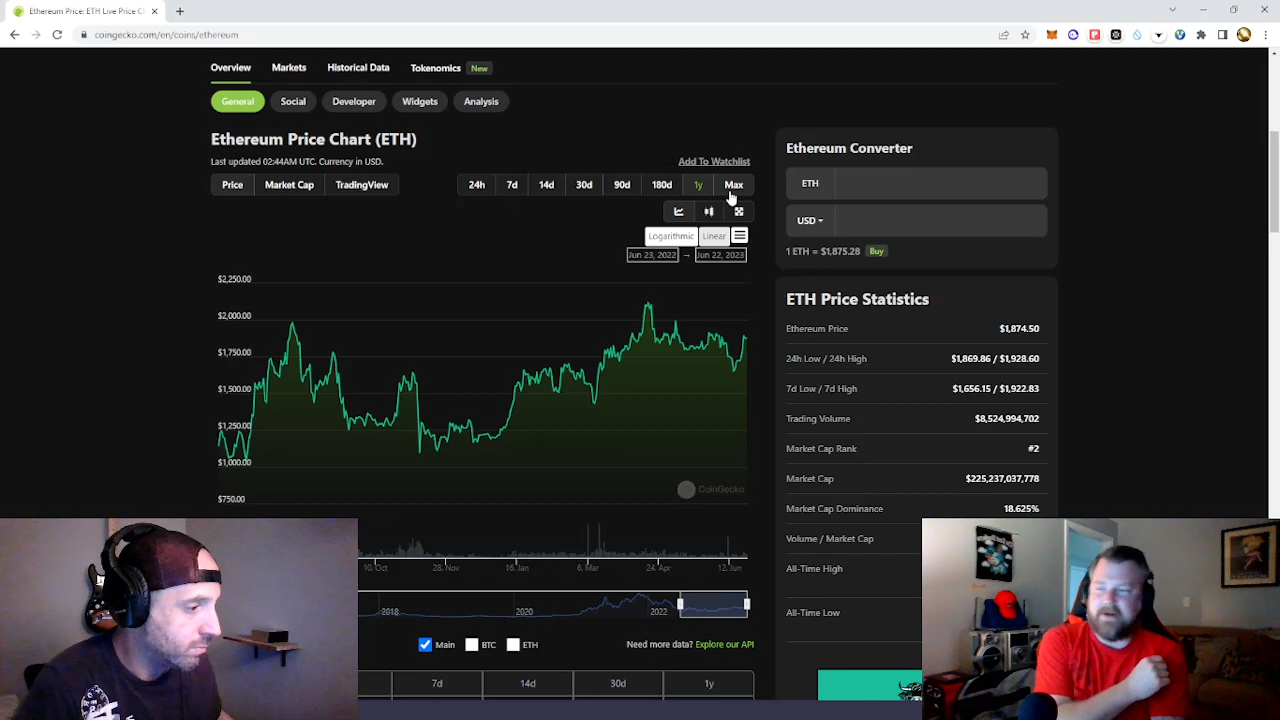 Ethereum Price: ETH Live Price C
coingecko.com/en/coins/ethereum
Overview Markets Historical Data Tokenomics New
General Social Developer Widgets Analysis
Ethereum Price Chart (ETH)
Last updated 02:44AM UTC. Currency in USD.
Add To Watchlist
Price Market Cap TradingView 24h 7d 14d 30d 90d 180d 1y Max
Logarithmic Linear
Jun 23, 2022 → Jun 22, 2023
$2,250.00
$2,000.00
$1,750.00
$1,500.00
$1,250.00
$1,000.00
$750.00
CoinGecko
10. Oct 28. Nov 16. Jan 6. Mar 24. Apr 12. Jun
2018 2020 2022
Main BTC ETH Need more data? Explore our API
7d 14d 30d 1y
Ethereum Converter
ETH
USD
1 ETH = $1,875.28 Buy
ETH Price Statistics
Ethereum Price $1,874.50
24h Low / 24h High $1,869.86 / $1,928.60
7d Low / 7d High $1,656.15 / $1,922.83
Trading Volume $8,524,994,702
Market Cap Rank #2
Market Cap $225,237,037,778
Market Cap Dominance 18.625%
Volume / Market Cap
All-Time High
All-Time Low